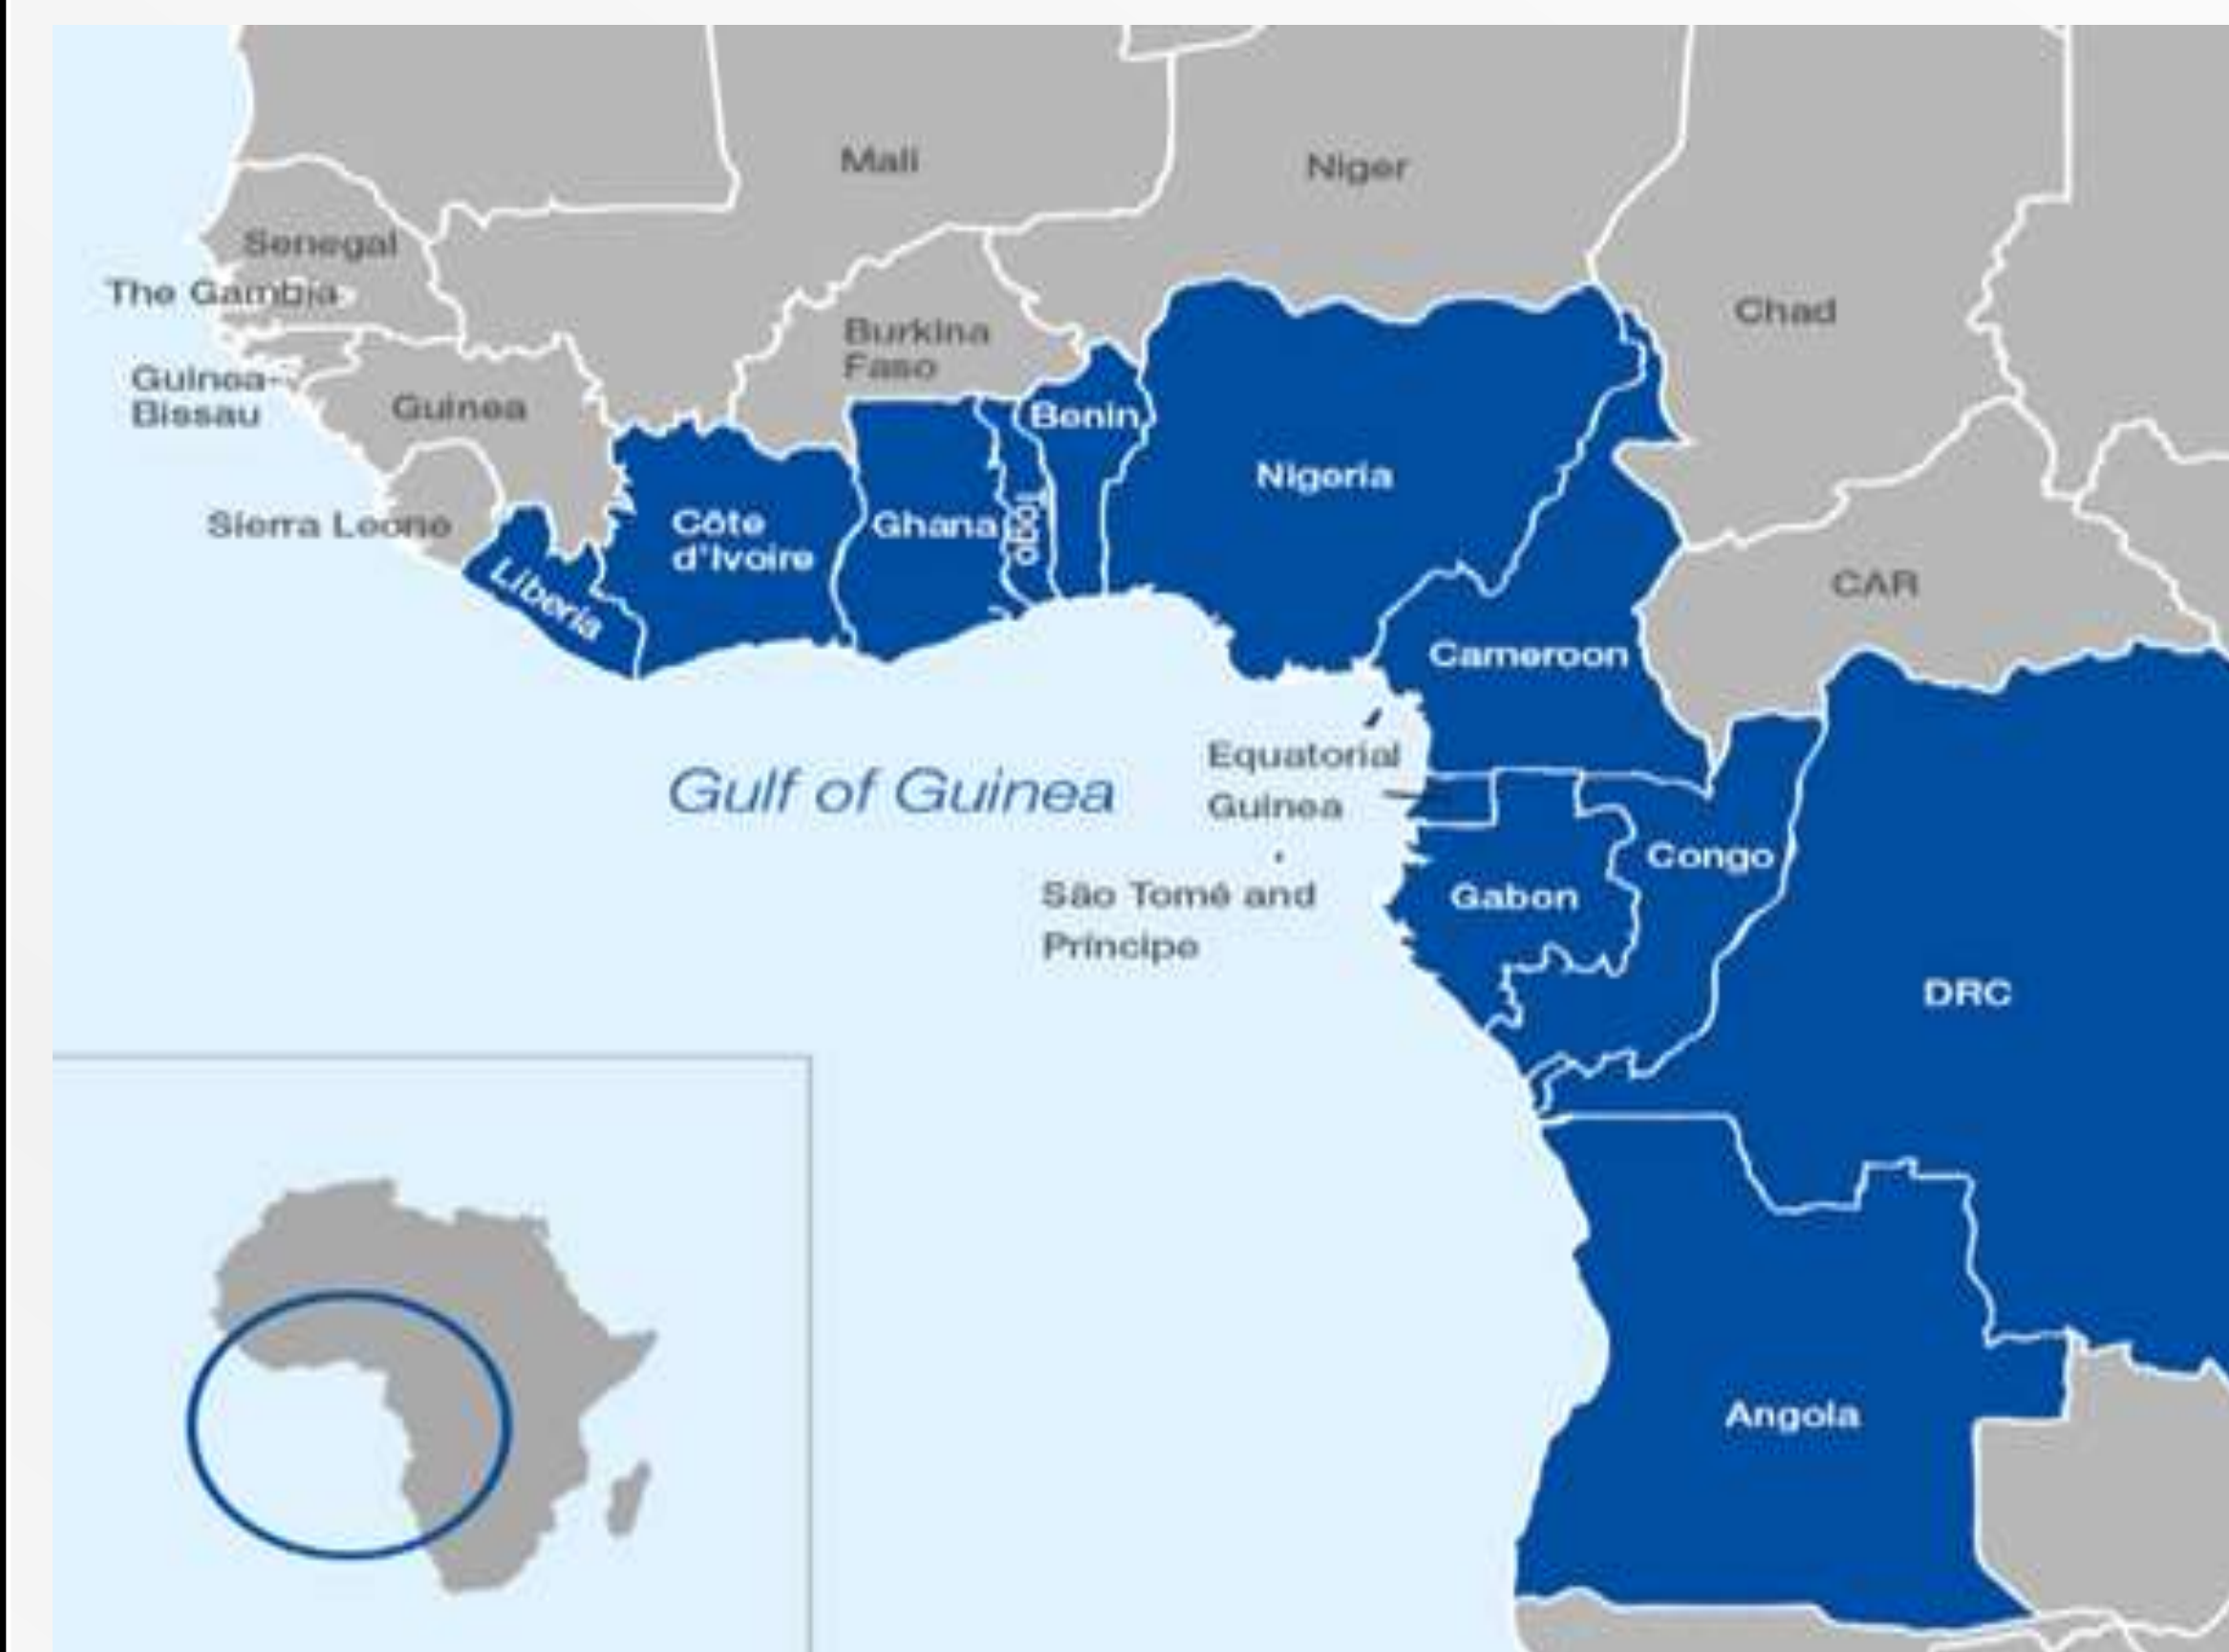 Mali
Niger
Senegal
The Gambia
Chad
Burkina
Faso
Guinea-
Bissau
Guinea
Benin
Nigeria
Sierra Leone
Côte
d'Ivoire
Ghana
Togo
Liberia
CAR
Cameroon
Equatorial
Guinea
Gulf of Guinea
Congo
São Tomé and
Príncipe
Gabon
DRC
Angola